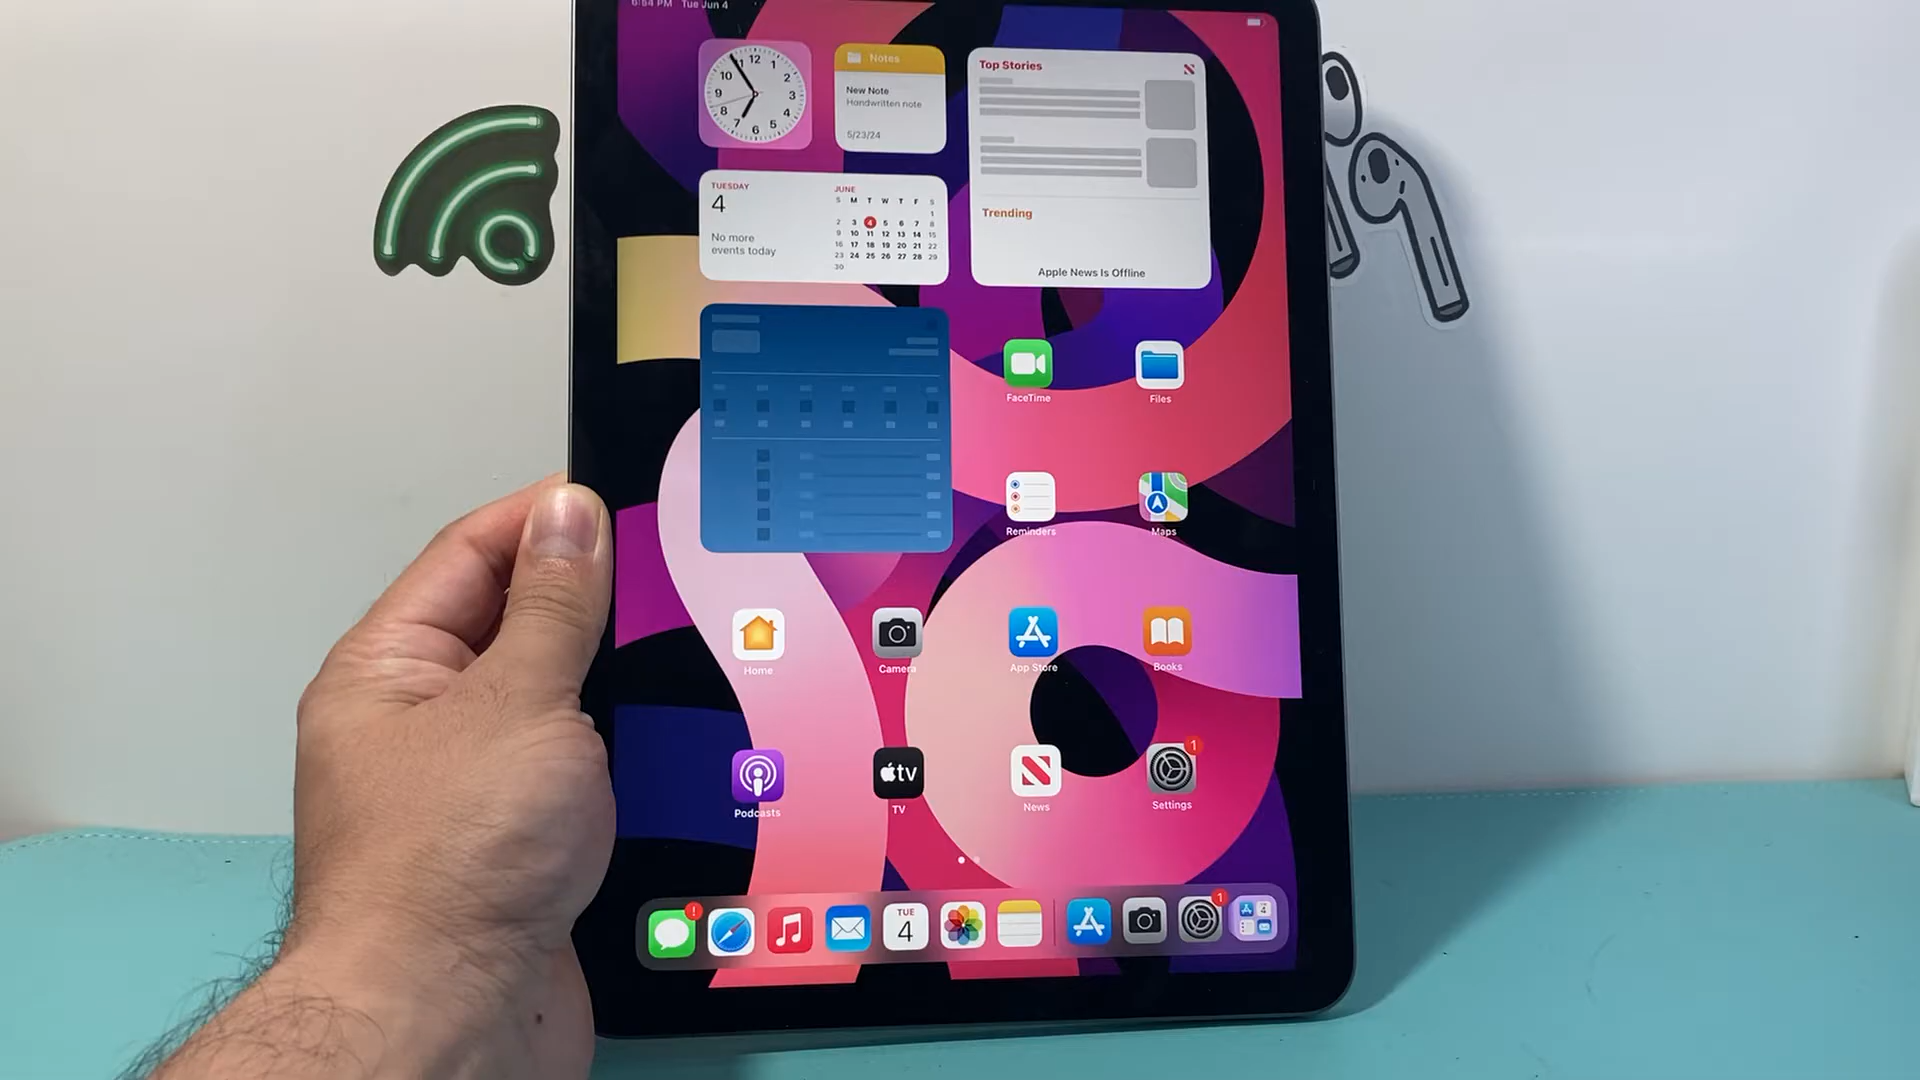 6:54 PM Tue Jun 4
12
11 1
10 2
9 3
8 4
7 5
6
Notes
New Note
Handwritten note
5/23/24
Top Stories
Trending
Apple News Is Offline
TUESDAY
4
No more
events today
JUNE
S M T W T F S
1
2 3 4 5 6 7 8
9 10 11 12 13 14 15
16 17 18 19 20 21 22
23 24 25 26 27 28 29
30
FaceTime
Files
Reminders
Maps
Home
Camera
App Store
Books
tv
1
Podcasts
TV
News
Settings
!
TUE
4
1
4